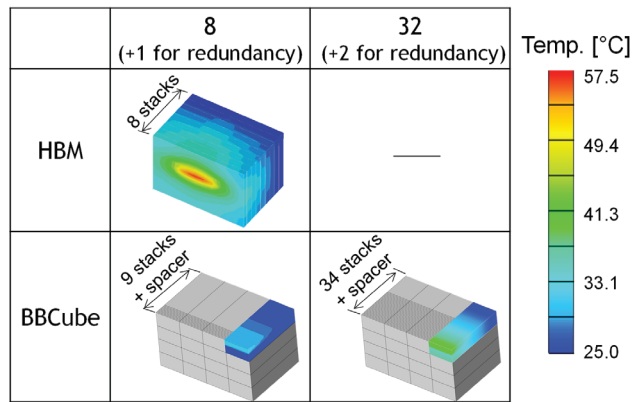 8
(+1 for redundancy)
32
(+2 for redundancy)
Temp. [°C]
57.5
49.4
41.3
33.1
25.0
HBM
8 stacks
—
BBCube
9 stacks
+ spacer
34 stacks
+ spacer